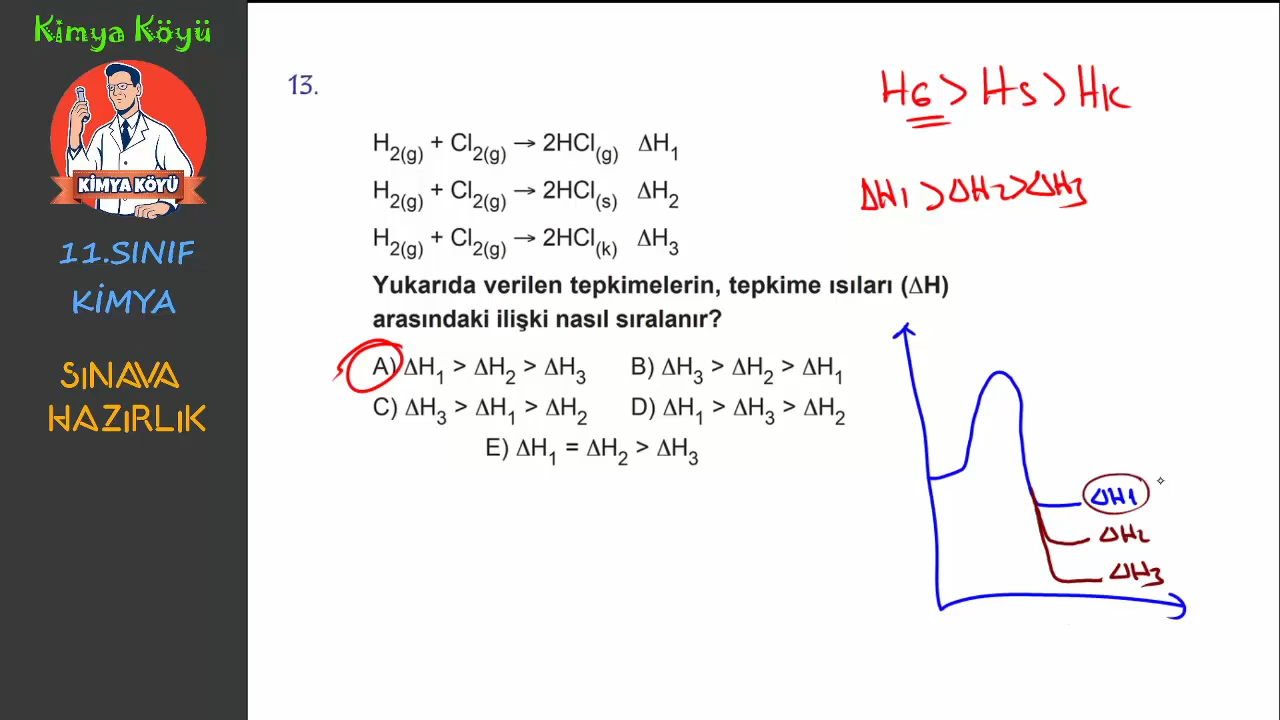 Kimya Köyü
KİMYA KÖYÜ
11.SINIF
KİMYA
SINAVA
HAZIRLIK
13.
H2(g) + Cl2(g) → 2HCl(g) ΔH1
H2(g) + Cl2(g) → 2HCl(s) ΔH2
H2(g) + Cl2(g) → 2HCl(k) ΔH3
Yukarıda verilen tepkimelerin, tepkime ısıları (ΔH)
arasındaki ilişki nasıl sıralanır?
A) ΔH1 > ΔH2 > ΔH3 B) ΔH3 > ΔH2 > ΔH1
C) ΔH3 > ΔH1 > ΔH2 D) ΔH1 > ΔH3 > ΔH2
E) ΔH1 = ΔH2 > ΔH3
HG > HS > HK
ΔH1 > ΔH2 > ΔH3
ΔH1
ΔH2
ΔH3